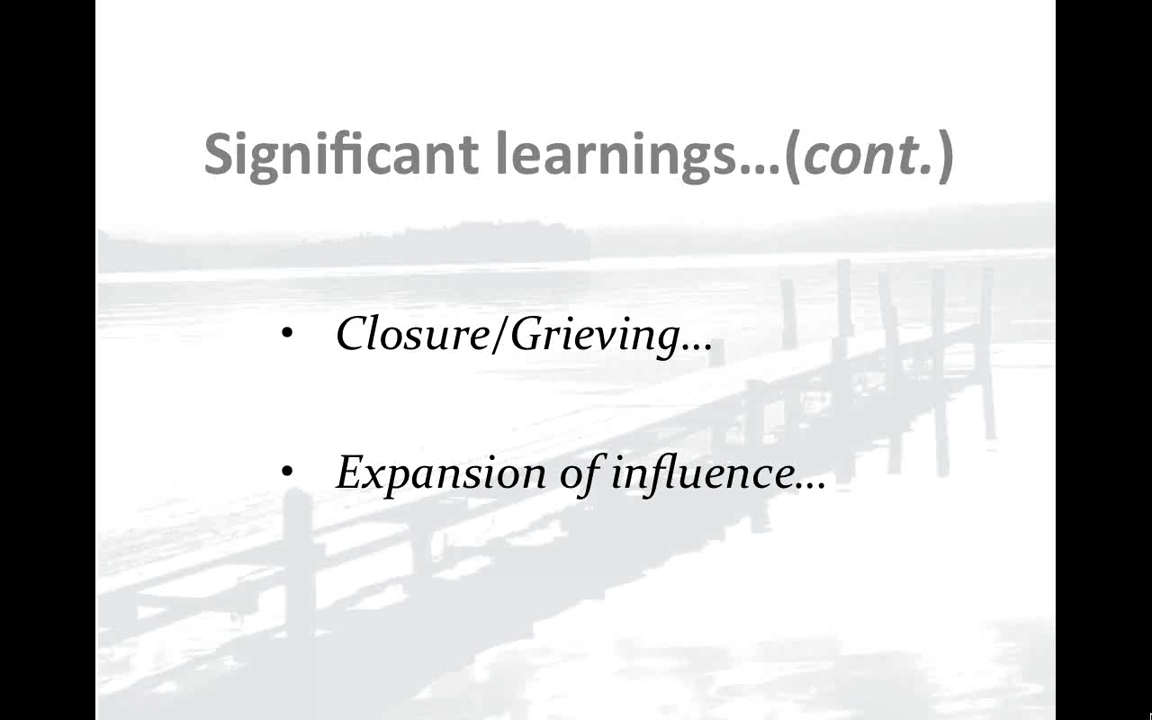 Significant learnings...(cont.)
• Closure/Grieving...
• Expansion of influence...